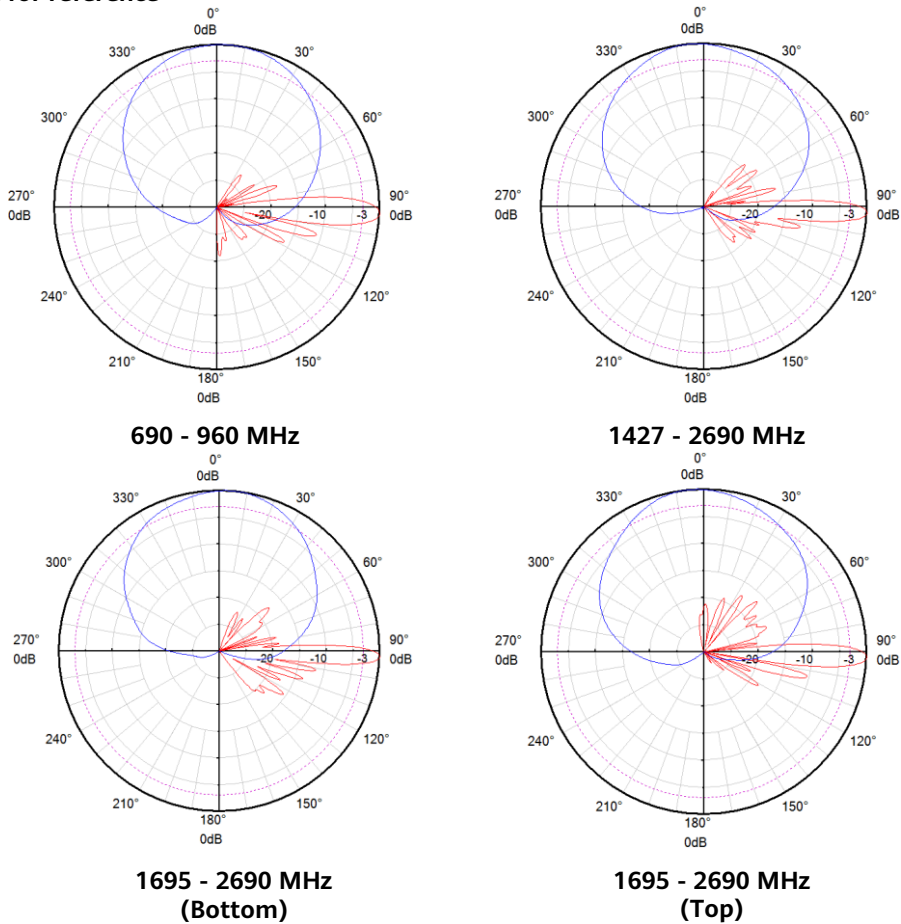 for reference
0°
0dB
330° 30°
300° 60°
270° 90°
0dB -20 -10 -3 0dB
240° 120°
210° 150°
180°
0dB
690 - 960 MHz
0°
0dB
330° 30°
300° 60°
270° 90°
0dB -20 -10 -3 0dB
240° 120°
210° 150°
180°
0dB
1427 - 2690 MHz
0°
0dB
330° 30°
300° 60°
270° 90°
0dB -20 -10 -3 0dB
240° 120°
210° 150°
180°
0dB
1695 - 2690 MHz
(Bottom)
0°
0dB
330° 30°
300° 60°
270° 90°
0dB -20 -10 -3 0dB
240° 120°
210° 150°
180°
0dB
1695 - 2690 MHz
(Top)